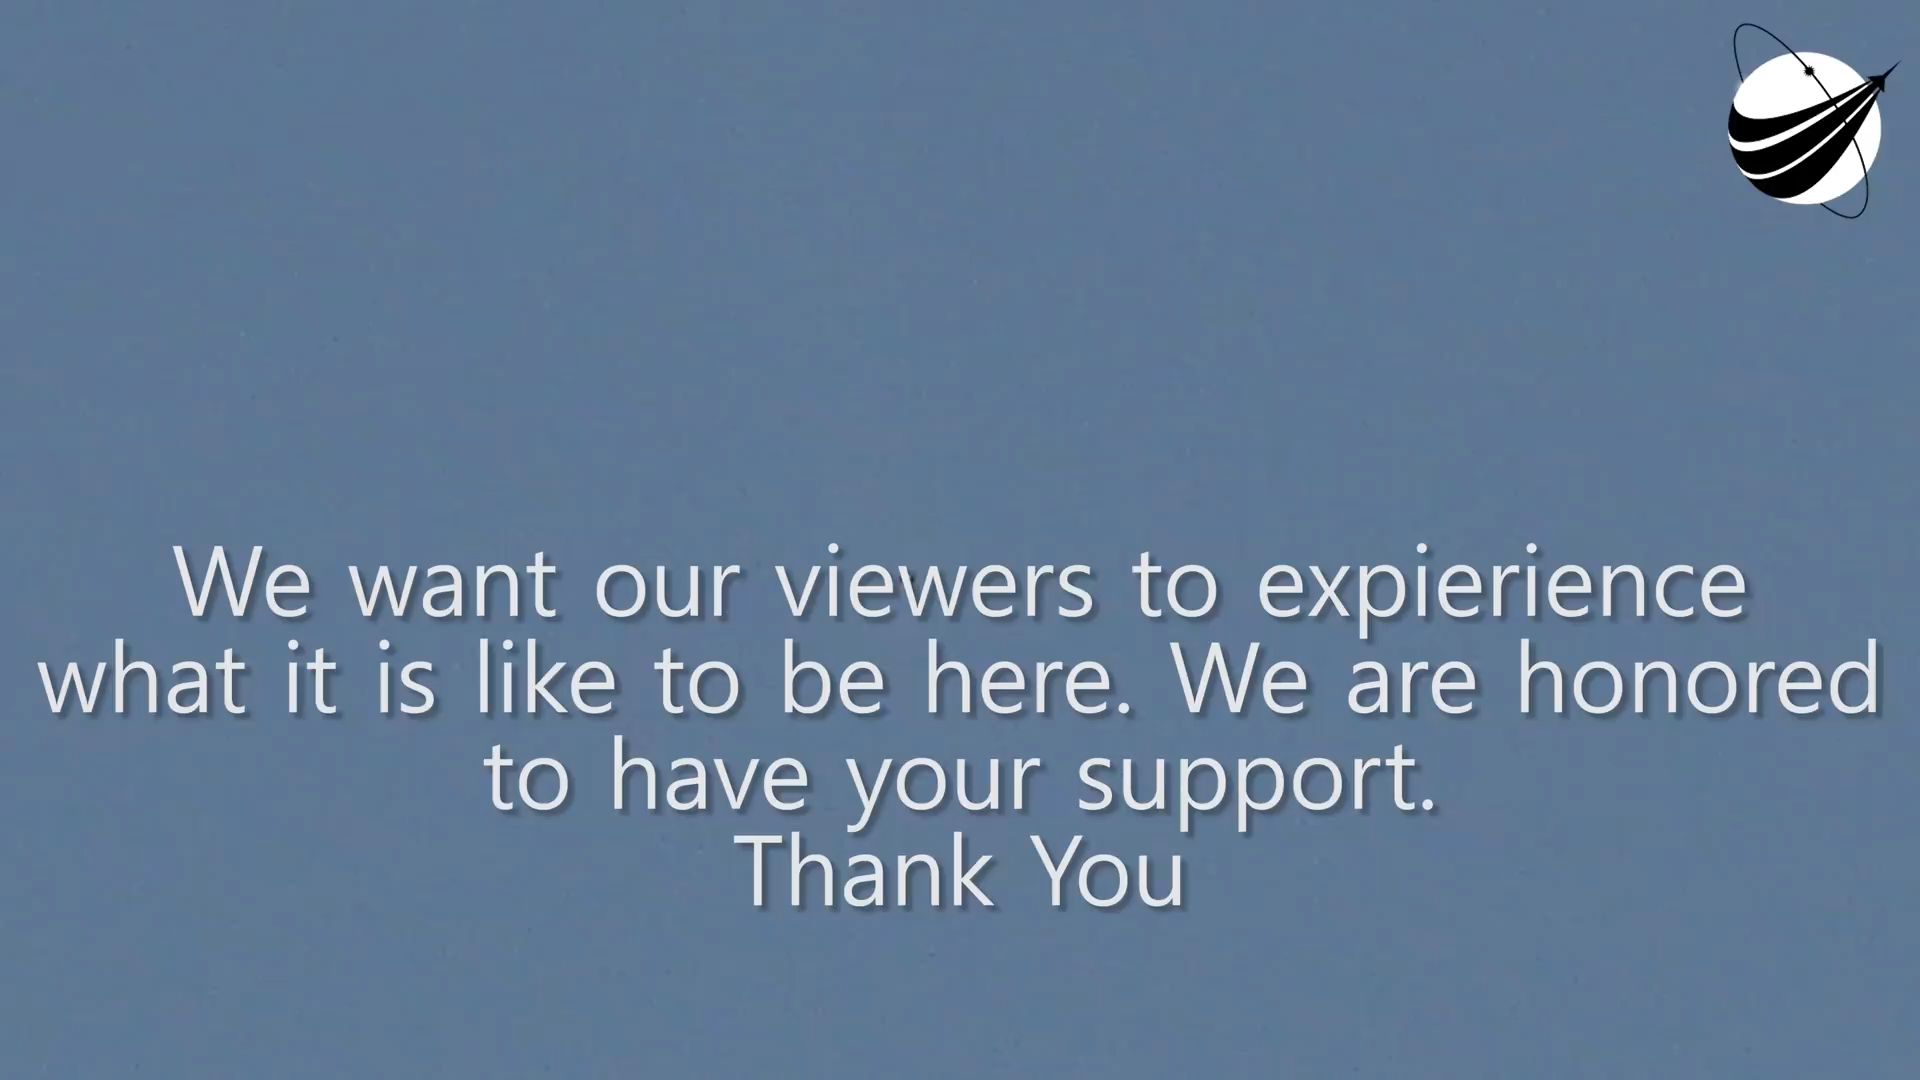 We want our viewers to expierience
what it is like to be here. We are honored
to have your support.
Thank You